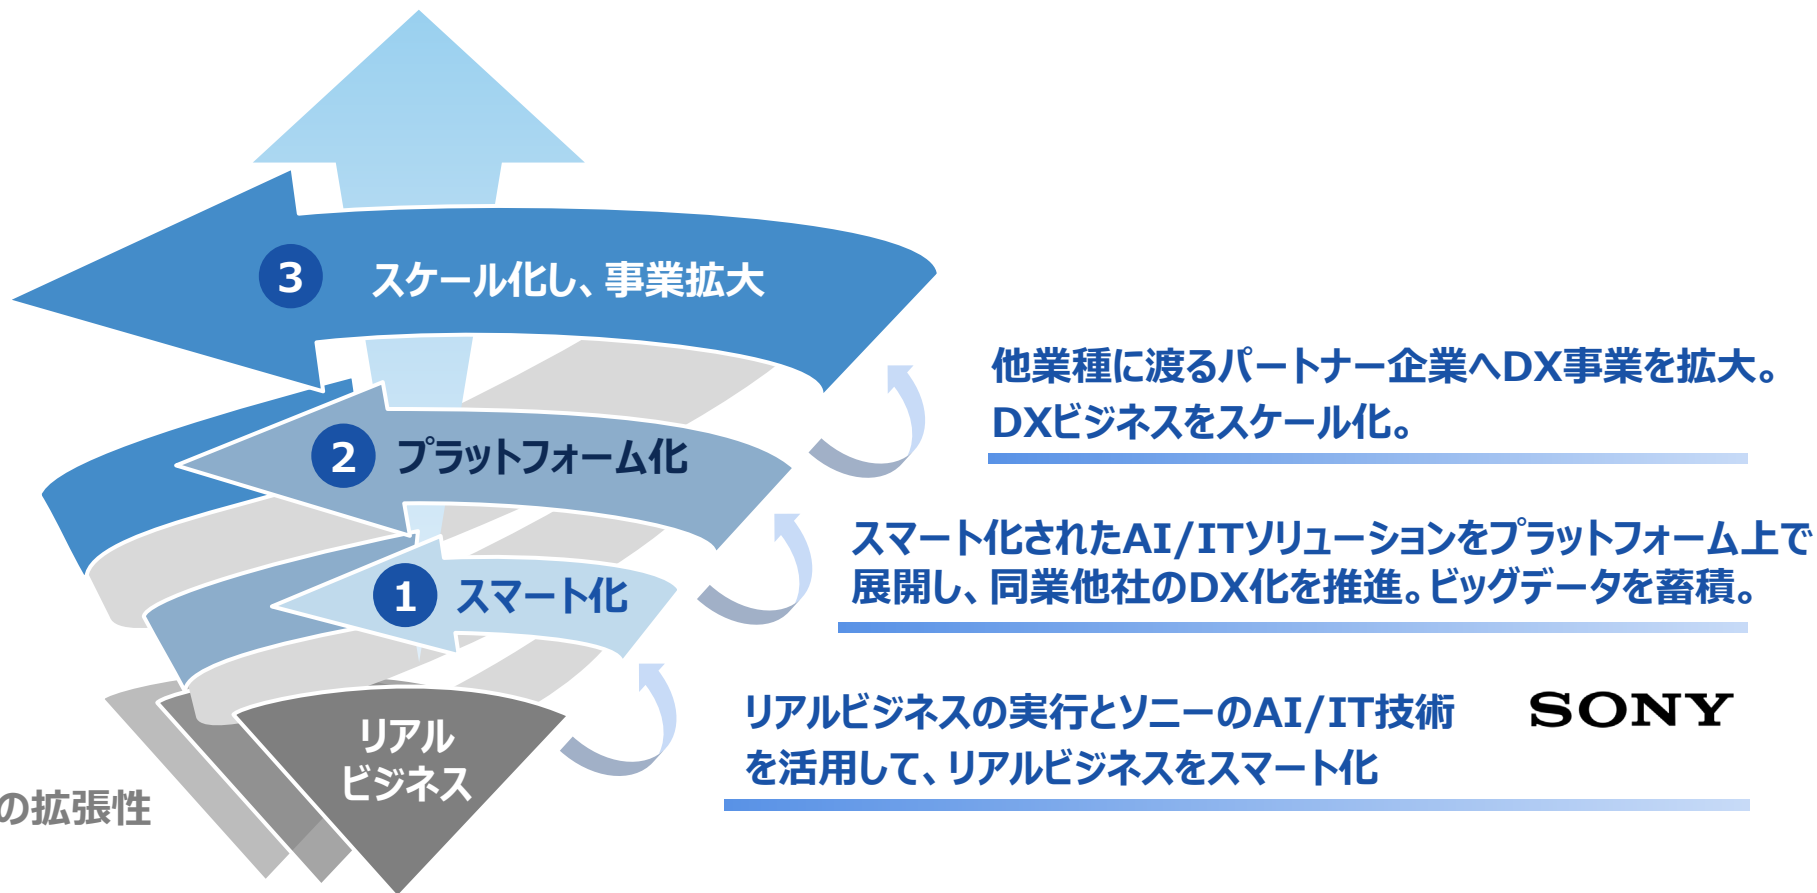 3 スケール化し、事業拡大
他業種に渡るパートナー企業へDX事業を拡大。
DXビジネスをスケール化。
2 プラットフォーム化
スマート化されたAI/ITソリューションをプラットフォーム上で
展開し、同業他社のDX化を推進。ビッグデータを蓄積。
1 スマート化
リアルビジネスの実行とソニーのAI/IT技術
を活用して、リアルビジネスをスマート化
SONY
リアル
ビジネス
の拡張性